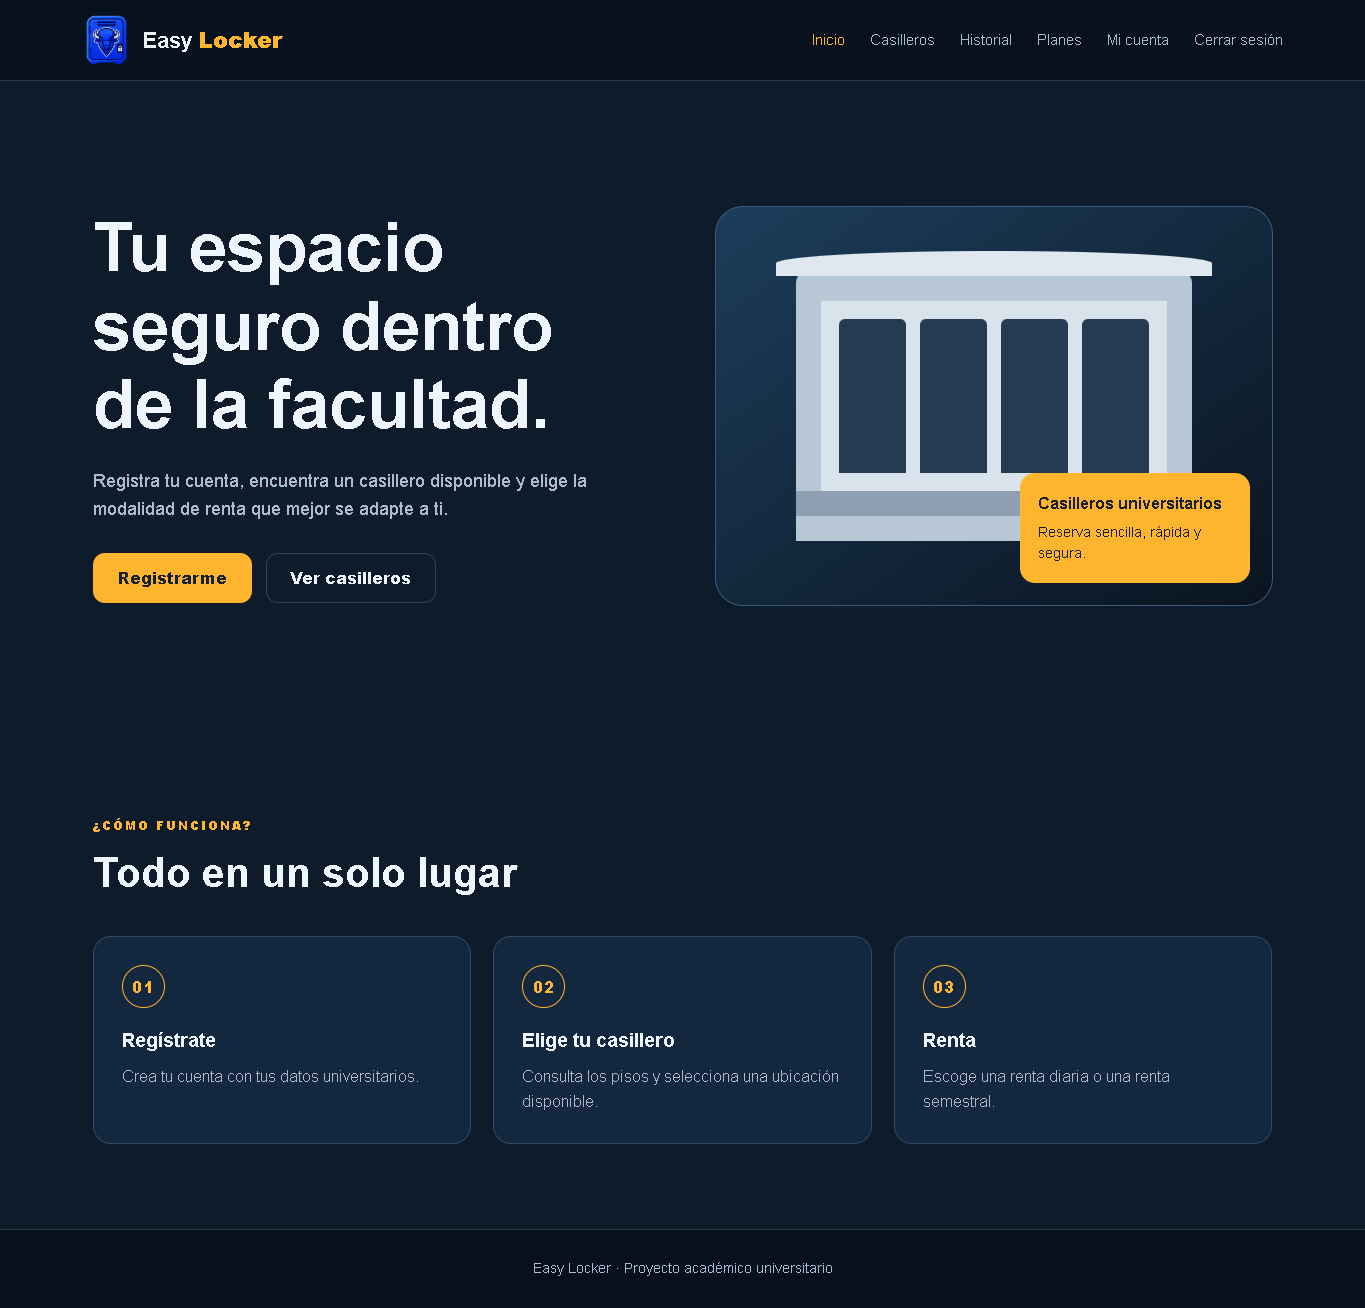 Easy Locker
Inicio Casilleros Historial Planes Mi cuenta Cerrar sesión
Tu espacio
seguro dentro
de la facultad.
Registra tu cuenta, encuentra un casillero disponible y elige la
modalidad de renta que mejor se adapte a ti.
Registrarme Ver casilleros
Casilleros universitarios
Reserva sencilla, rápida y
segura.
¿CÓMO FUNCIONA?
Todo en un solo lugar
01
Regístrate
Crea tu cuenta con tus datos universitarios.
02
Elige tu casillero
Consulta los pisos y selecciona una ubicación
disponible.
03
Renta
Escoge una renta diaria o una renta
semestral.
Easy Locker · Proyecto académico universitario